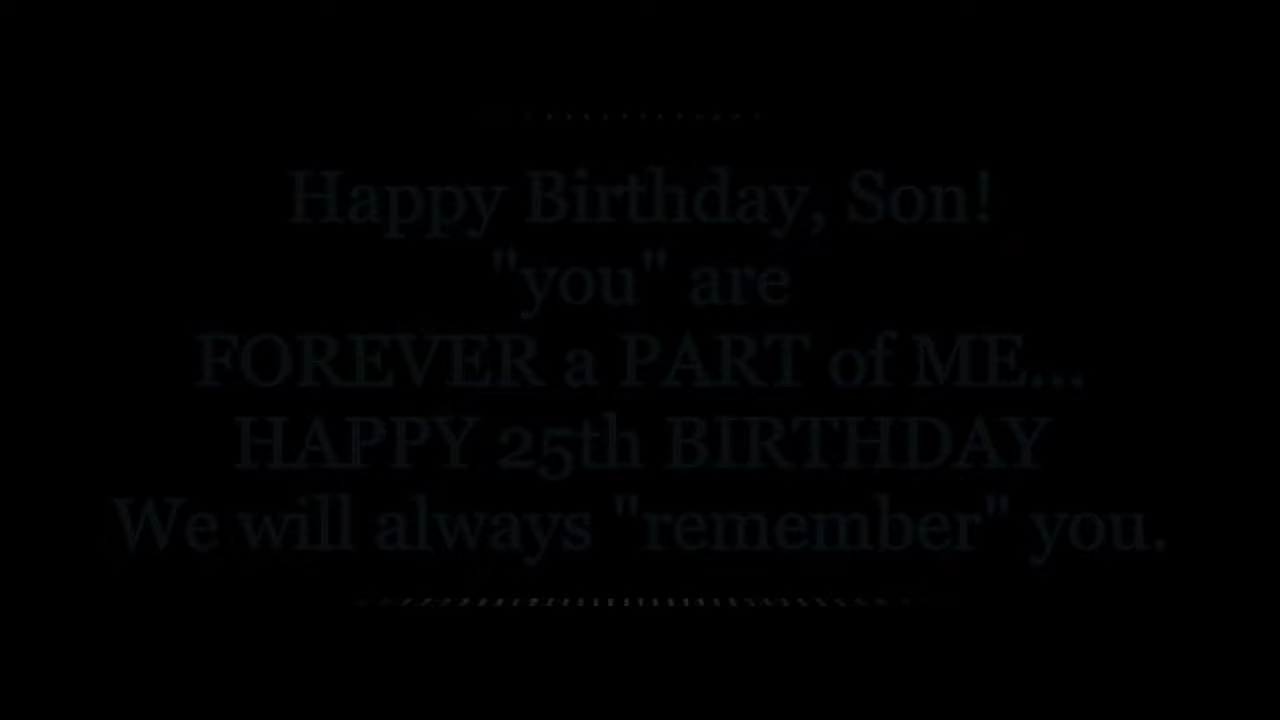 Happy Birthday, Son!
"you" are
FOREVER a PART of ME...
HAPPY 25th BIRTHDAY
We will always "remember" you.